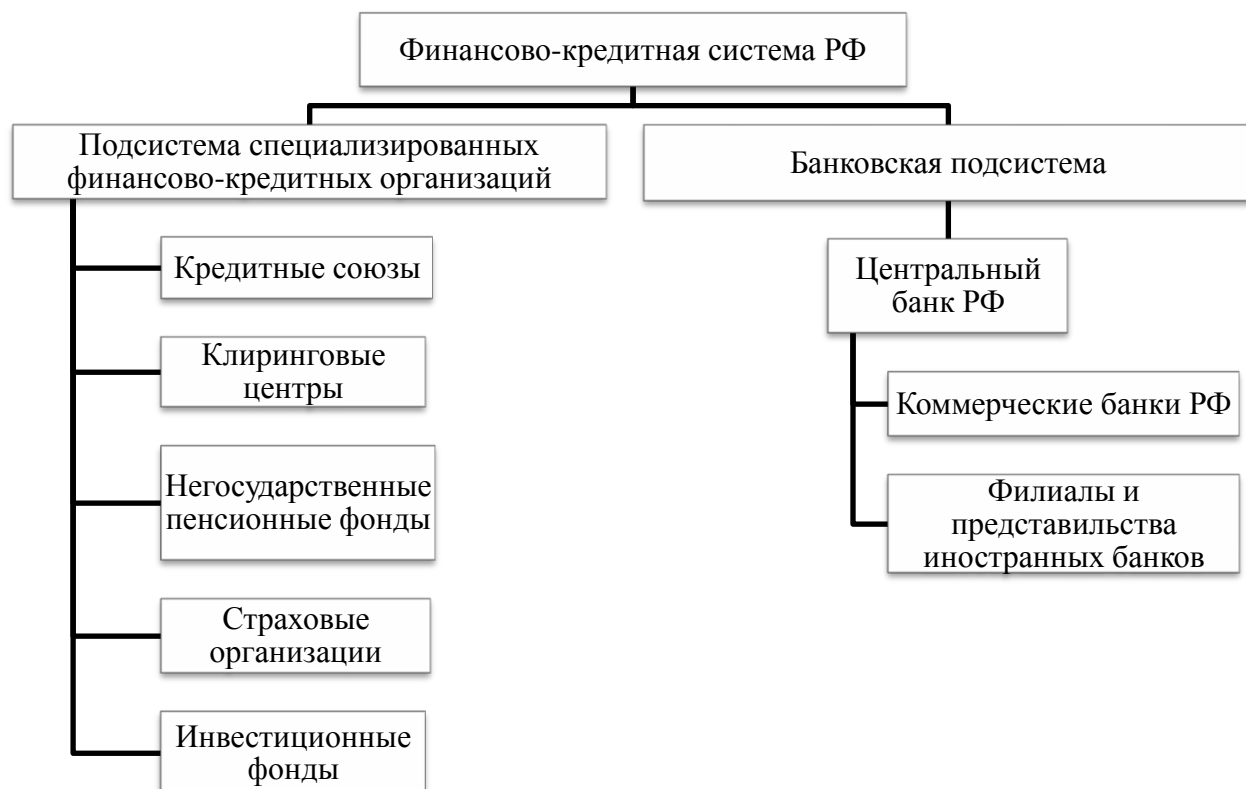 Финансово-кредитная система РФ
Подсистема специализированных
финансово-кредитных организаций
Кредитные союзы
Клиринговые
центры
Негосударственные
пенсионные фонды
Страховые
организации
Инвестиционные
фонды
Банковская подсистема
Центральный
банк РФ
Коммерческие банки РФ
Филиалы и
представильства
иностранных банков